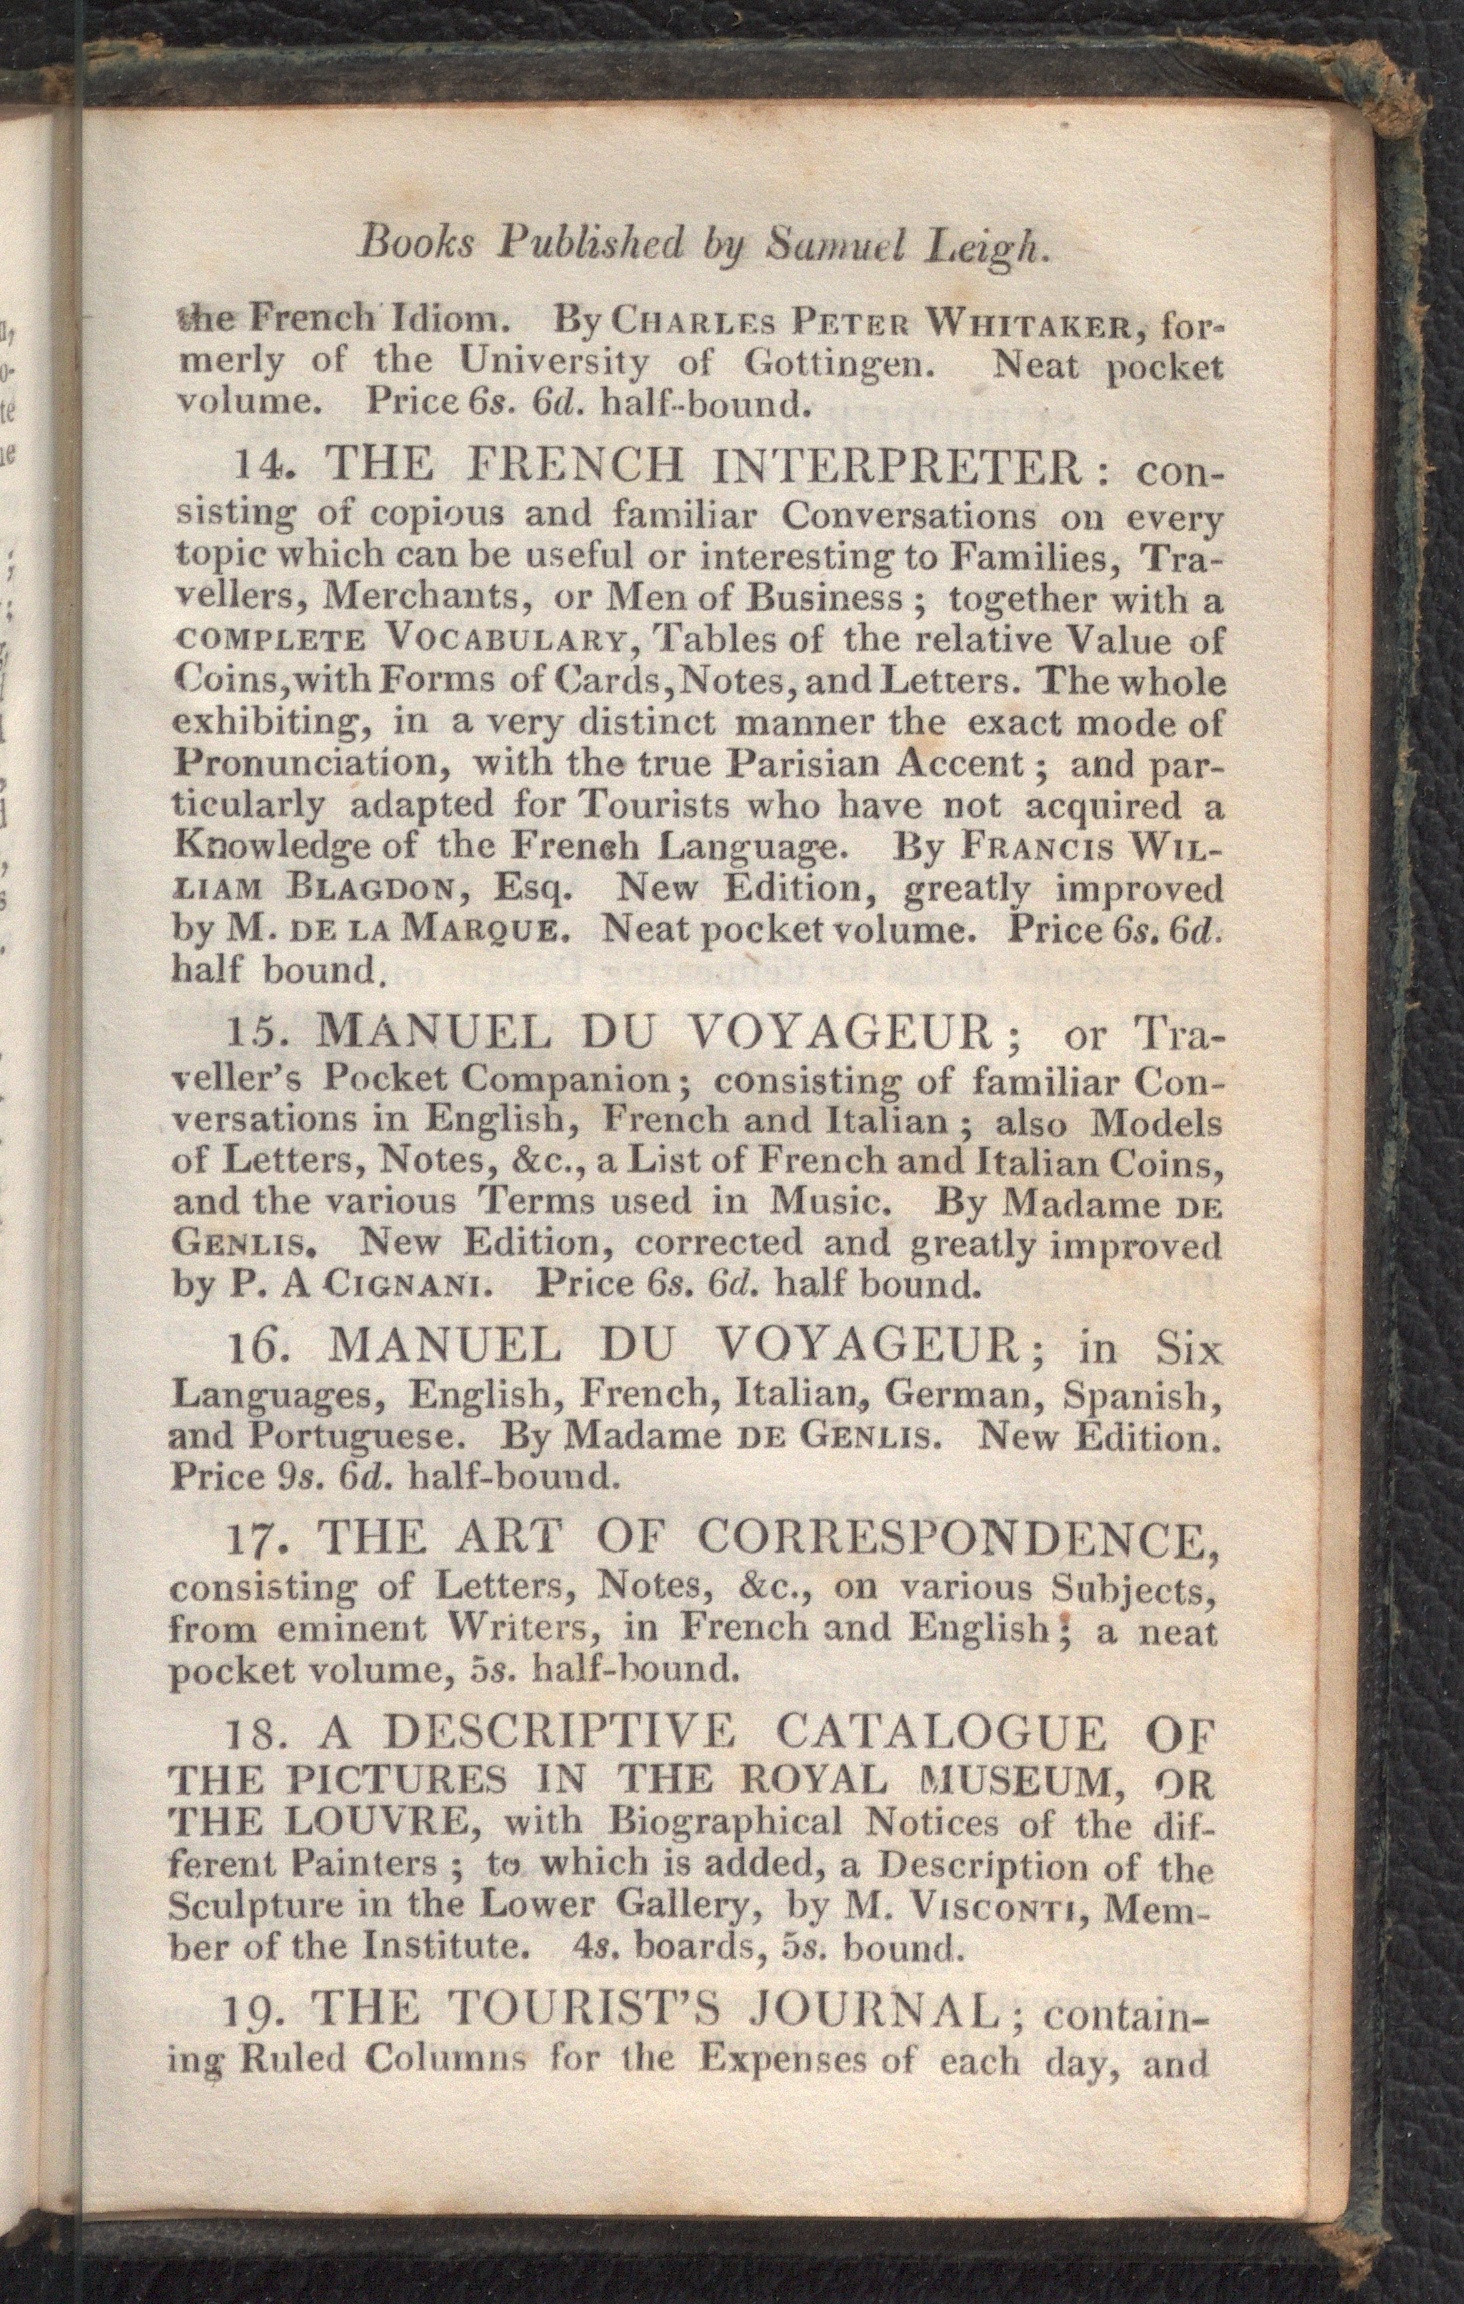 Books Published by Samuel Leigh.
the French Idiom. By CHARLES PETER WHITAKER, for-
merly of the University of Gottingen. Neat pocket
volume. Price 6s. 6d. half-bound.
14. THE FRENCH INTERPRETER: con-
sisting of copious and familiar Conversations on every
topic which can be useful or interesting to Families, Tra-
vellers, Merchants, or Men of Business; together with a
COMPLETE VOCABULARY, Tables of the relative Value of
Coins, with Forms of Cards, Notes, and Letters. The whole
exhibiting, in a very distinct manner the exact mode of
Pronunciation, with the true Parisian Accent; and par-
ticularly adapted for Tourists who have not acquired a
Knowledge of the French Language. By FRANCIS WIL-
LIAM BLAGDON, Esq. New Edition, greatly improved
by M. DE LA MARQUE. Neat pocket volume. Price 6s. 6d.
half bound.
15. MANUEL DU VOYAGEUR; or Tra-
veller's Pocket Companion; consisting of familiar Con-
versations in English, French and Italian; also Models
of Letters, Notes, &c., a List of French and Italian Coins,
and the various Terms used in Music. By Madame DE
GENLIS. New Edition, corrected and greatly improved
by P. A CIGNANI. Price 6s. 6d. half bound.
16. MANUEL DU VOYAGEUR; in Six
Languages, English, French, Italian, German, Spanish,
and Portuguese. By Madame DE GENLIS. New Edition.
Price 9s. 6d. half-bound.
17. THE ART OF CORRESPONDENCE,
consisting of Letters, Notes, &c., on various Subjects,
from eminent Writers, in French and English; a neat
pocket volume, 5s. half-bound.
18. A DESCRIPTIVE CATALOGUE OF
THE PICTURES IN THE ROYAL MUSEUM, OR
THE LOUVRE, with Biographical Notices of the dif-
ferent Painters; to which is added, a Description of the
Sculpture in the Lower Gallery, by M. VISCONTI, Mem-
ber of the Institute. 4s. boards, 5s. bound.
19. THE TOURIST'S JOURNAL; contain-
ing Ruled Columns for the Expenses of each day, and